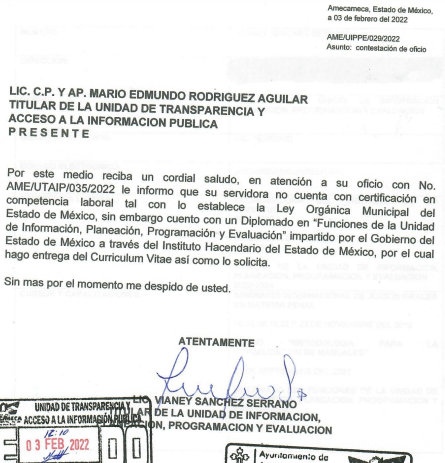 Amecameca, Estado de México,
a 03 de febrero del 2022
AME/UIPPE/029/2022
Asunto: contestación de oficio
LIC. C.P. Y AP. MARIO EDMUNDO RODRIGUEZ AGUILAR
TITULAR DE LA UNIDAD DE TRANSPARENCIA Y
ACCESO A LA INFORMACION PUBLICA
P R E S E N T E
Por este medio reciba un cordial saludo, en atención a su oficio con No.
AME/UTAIP/035/2022 le informo que su servidora no cuenta con certificación en
competencia laboral tal con lo establece la Ley Orgánica Municipal del
Estado de México, sin embargo cuento con un Diplomado en “Funciones de la Unidad
de Información, Planeación, Programación y Evaluación” impartido por el Gobierno del
Estado de México a través del Instituto Hacendario del Estado de México, por el cual
hago entrega del Curriculum Vitae así como lo solicita.
Sin mas por el momento me despido de usted.
ATENTAMENTE
LIC. VIANEY SANCHEZ SERRANO
TITULAR DE LA UNIDAD DE INFORMACION,
PROGRAMACION Y EVALUACION
UNIDAD DE TRANSPARENCIA Y
ACCESO A LA INFORMACIÓN PÚBLICA
12:10
03 FEB. 2022
Ayuntamiento de